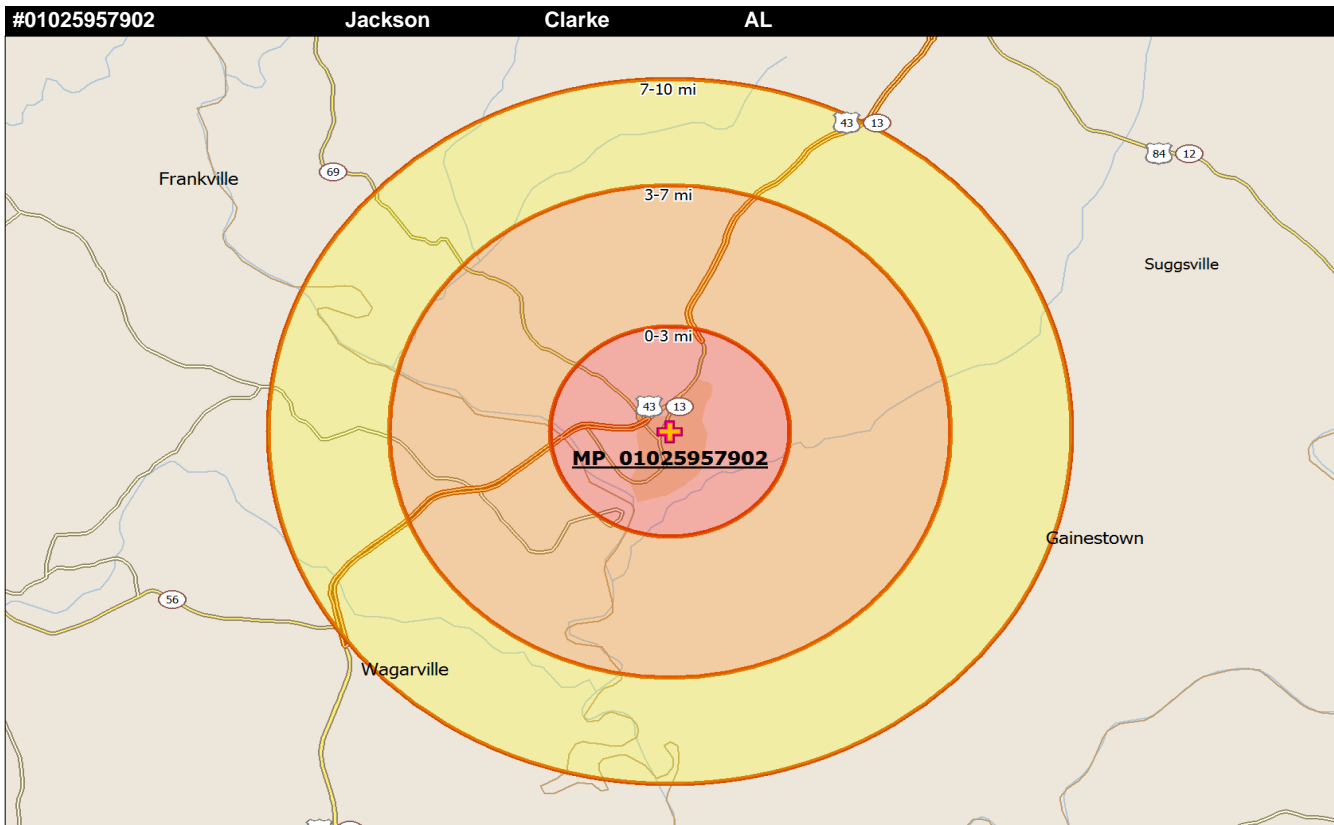 #01025957902 Jackson Clarke AL
7-10 mi
43 13
84 12
69
Frankville
3-7 mi
Suggsville
0-3 mi
43 13
MP 01025957902
Gainestown
56
Wagarville